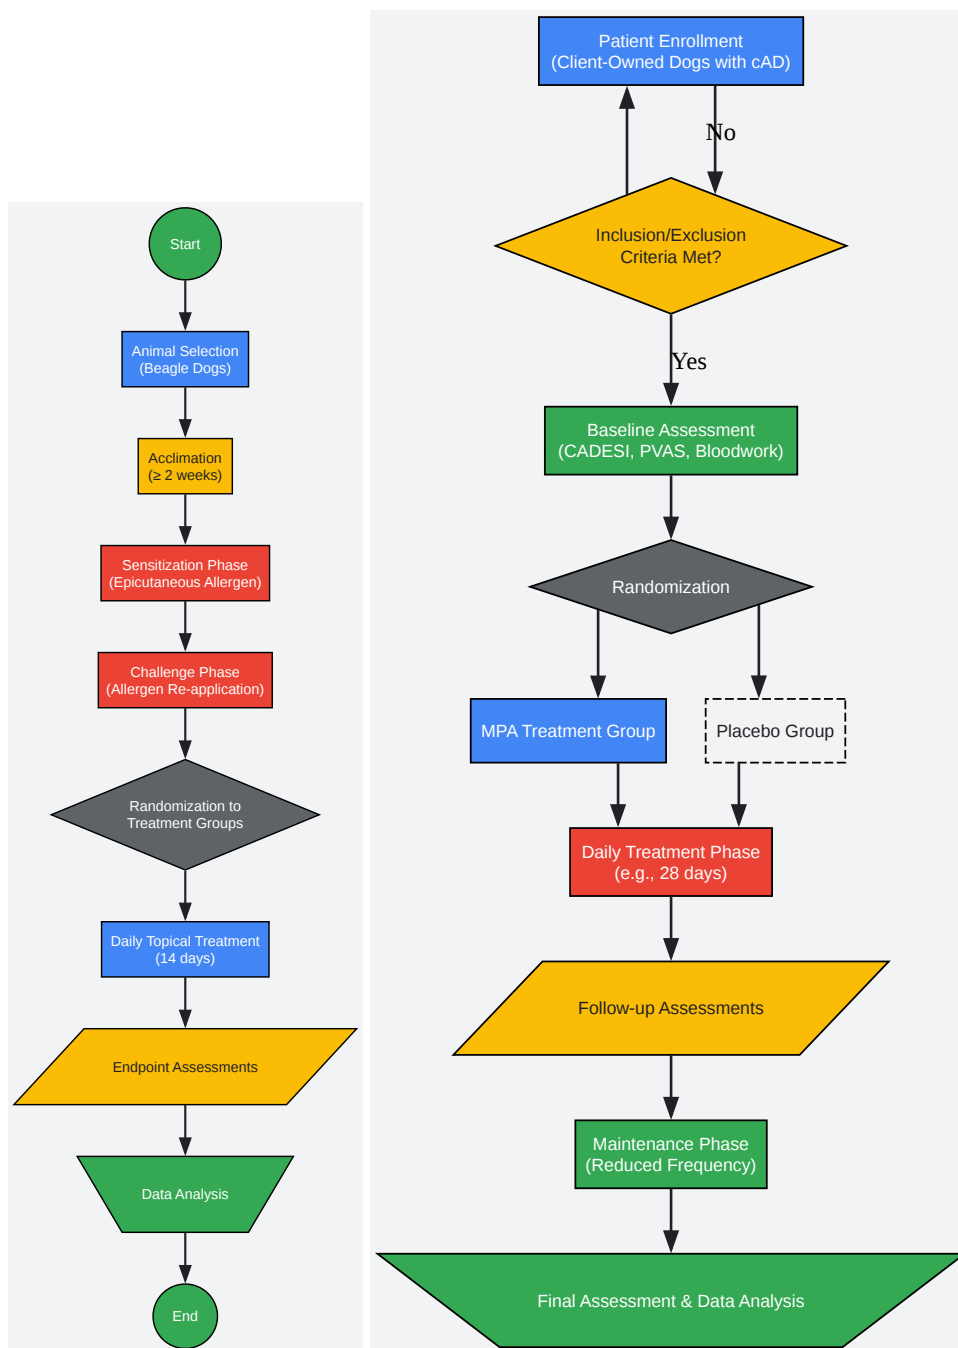 Start
Animal Selection
(Beagle Dogs)
Acclimation
(≥ 2 weeks)
Sensitization Phase
(Epicutaneous Allergen)
Challenge Phase
(Allergen Re-application)
Randomization to
Treatment Groups
Daily Topical Treatment
(14 days)
Endpoint Assessments
Data Analysis
End
Patient Enrollment
(Client-Owned Dogs with cAD)
No
Inclusion/Exclusion
Criteria Met?
Yes
Baseline Assessment
(CADESI, PVAS, Bloodwork)
Randomization
MPA Treatment Group
Placebo Group
Daily Treatment Phase
(e.g., 28 days)
Follow-up Assessments
Maintenance Phase
(Reduced Frequency)
Final Assessment & Data Analysis